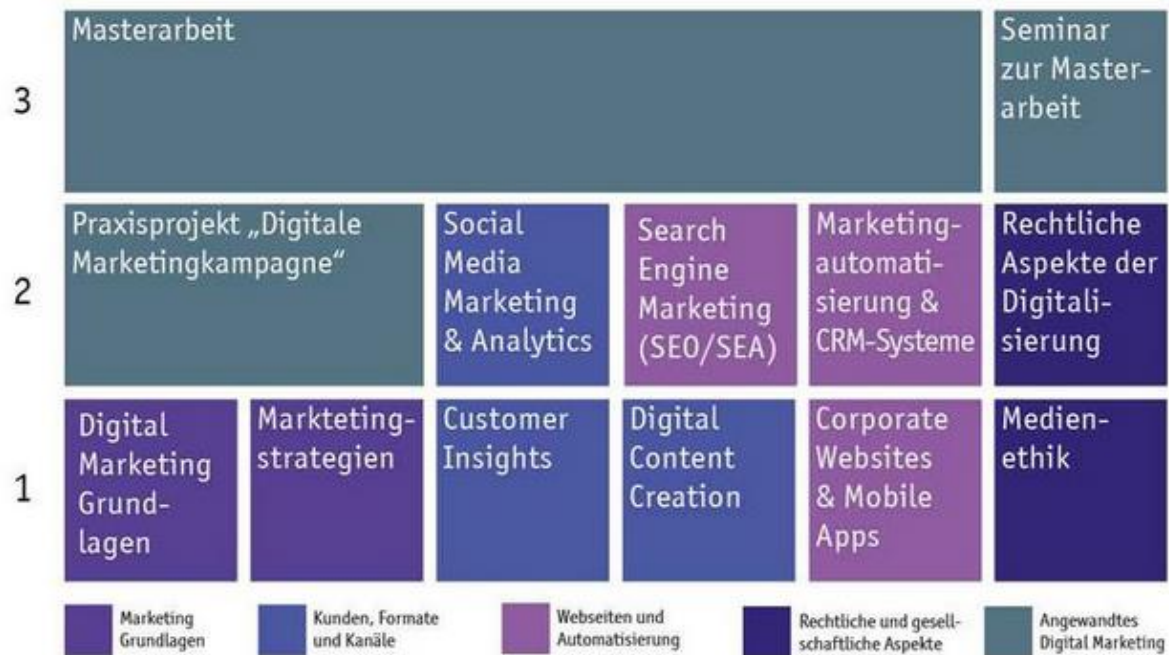 3
Masterarbeit
Seminar
zur Master-
arbeit
2
Praxisprojekt „Digitale
Marketingkampagne“
Social
Media
Marketing
& Analytics
Search
Engine
Marketing
(SEO/SEA)
Marketing-
automati-
sierung &
CRM-Systeme
Rechtliche
Aspekte der
Digitali-
sierung
1
Digital
Marketing
Grund-
lagen
Markteting-
strategien
Customer
Insights
Digital
Content
Creation
Corporate
Websites
& Mobile
Apps
Medien-
ethik
Marketing
Grundlagen
Kunden, Formate
und Kanäle
Webseiten und
Automatisierung
Rechtliche und gesell-
schaftliche Aspekte
Angewandtes
Digital Marketing